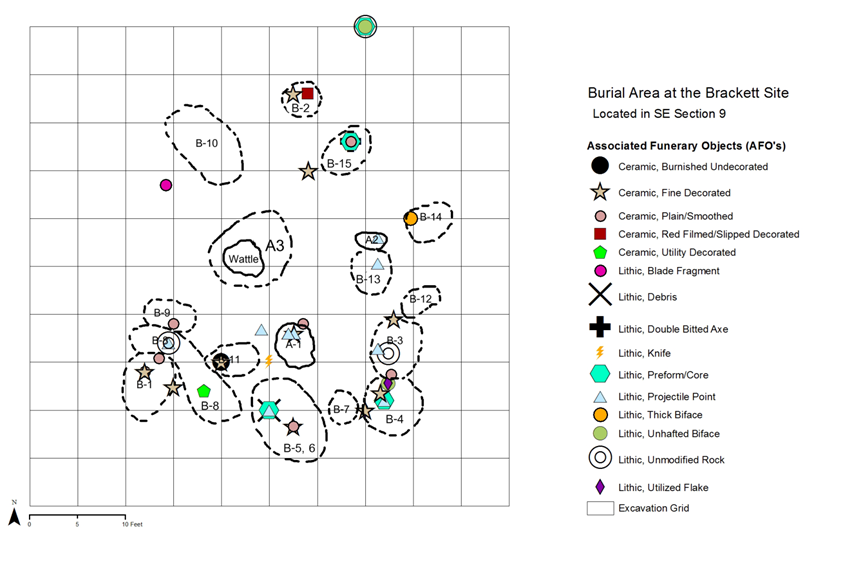 Burial Area at the Brackett Site
Located in SE Section 9
Associated Funerary Objects (AFO's)
Ceramic, Burnished Undecorated
Ceramic, Fine Decorated
Ceramic, Plain/Smoothed
Ceramic, Red Filmed/Slipped Decorated
Ceramic, Utility Decorated
Lithic, Blade Fragment
Lithic, Debris
Lithic, Double Bitted Axe
Lithic, Knife
Lithic, Preform/Core
Lithic, Projectile Point
Lithic, Thick Biface
Lithic, Unhafted Biface
Lithic, Unmodified Rock
Lithic, Utilized Flake
Excavation Grid
B-2
B-10
B-15
B-14
A2
A3
Wattle
B-13
B-12
B-9
A-1
B-3
B-1
B-8
B-7
B-4
B-5, 6
N
0 5 10 Feet